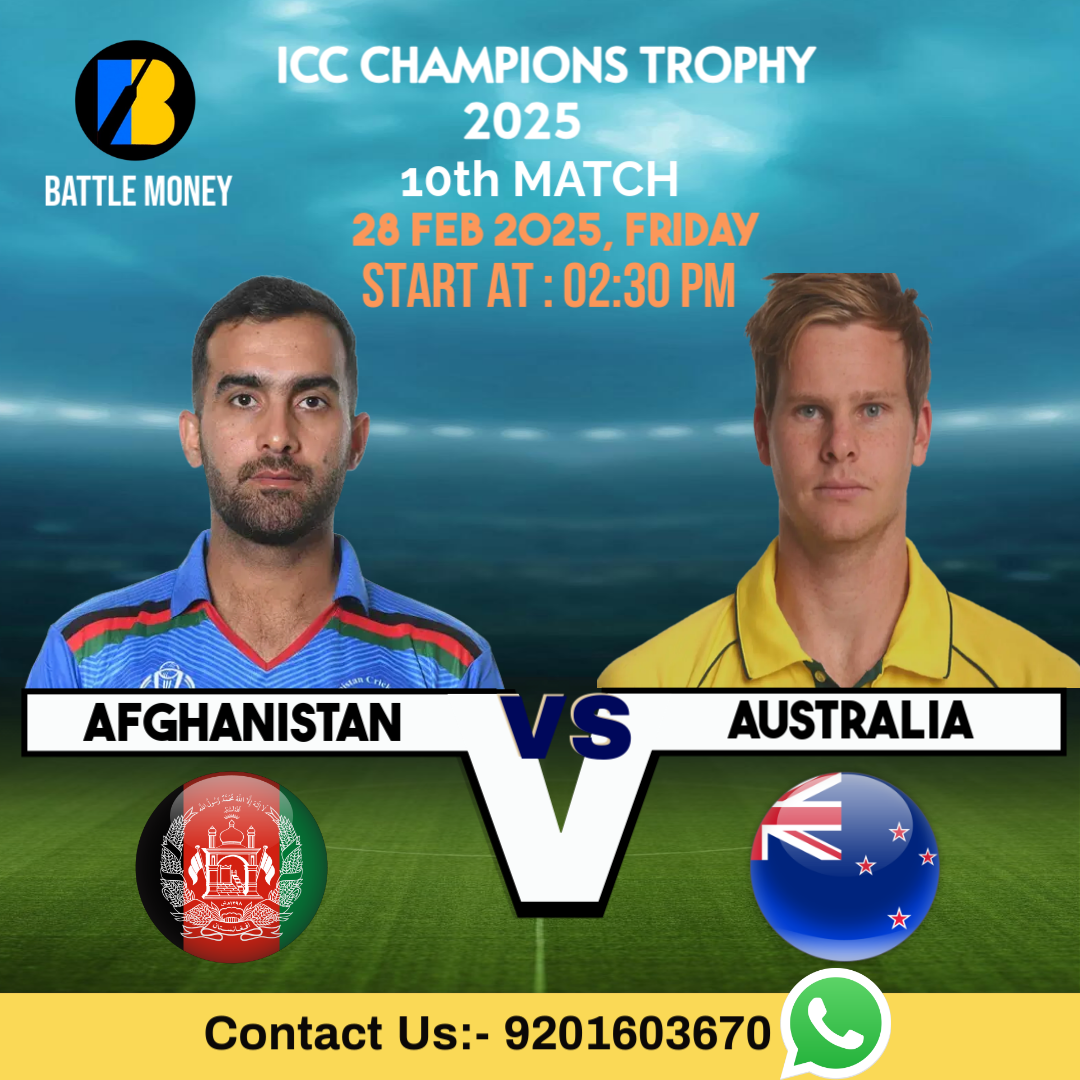 ICC CHAMPIONS TROPHY
2025
10th MATCH
28 FEB 2025, FRIDAY
START AT : 02:30 PM
BATTLE MONEY
AFGHANISTAN
VS
AUSTRALIA
Contact Us:- 9201603670